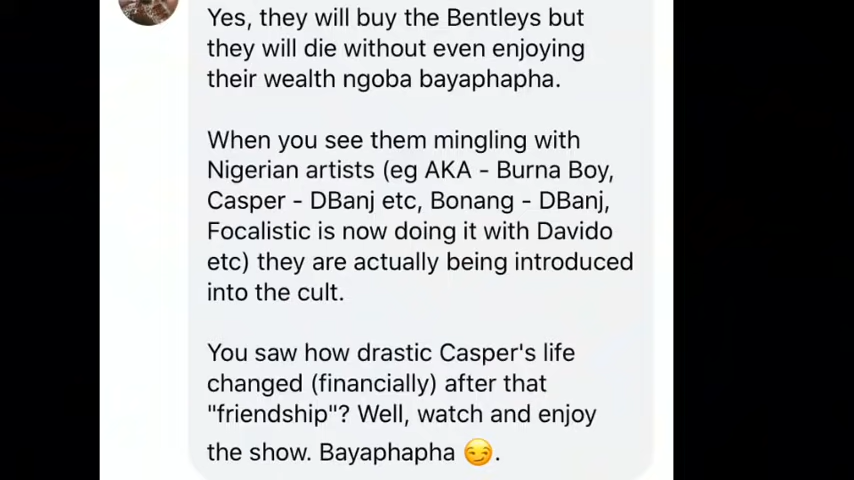 Yes, they will buy the Bentleys but
they will die without even enjoying
their wealth ngoba bayaphapha.
When you see them mingling with
Nigerian artists (eg AKA - Burna Boy,
Casper - DBanj etc, Bonang - DBanj,
Focalistic is now doing it with Davido
etc) they are actually being introduced
into the cult.
You saw how drastic Casper's life
changed (financially) after that
"friendship"? Well, watch and enjoy
the show. Bayaphapha 😏.